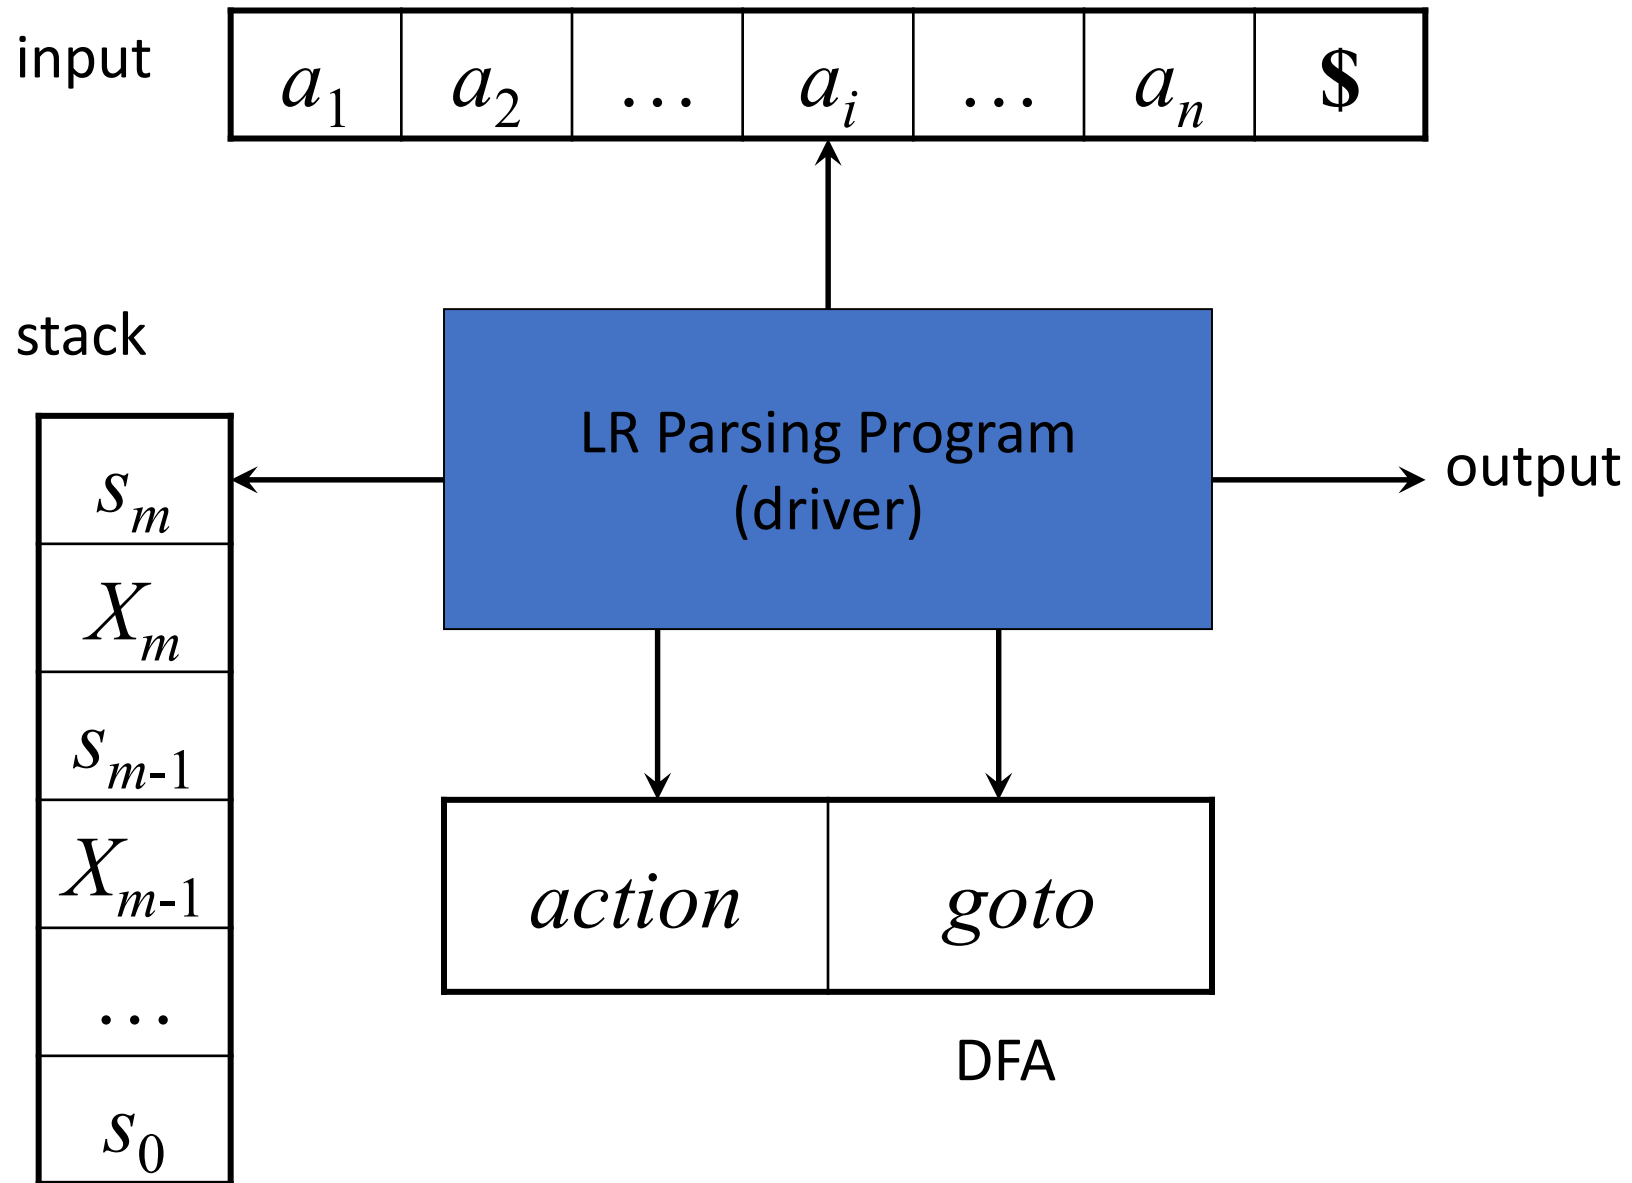 input
a₁ a₂ … aᵢ … aₙ $
stack
LR Parsing Program
(driver)
output
sₘ
Xₘ
sₘ₋₁
Xₘ₋₁
…
s₀
action goto
DFA